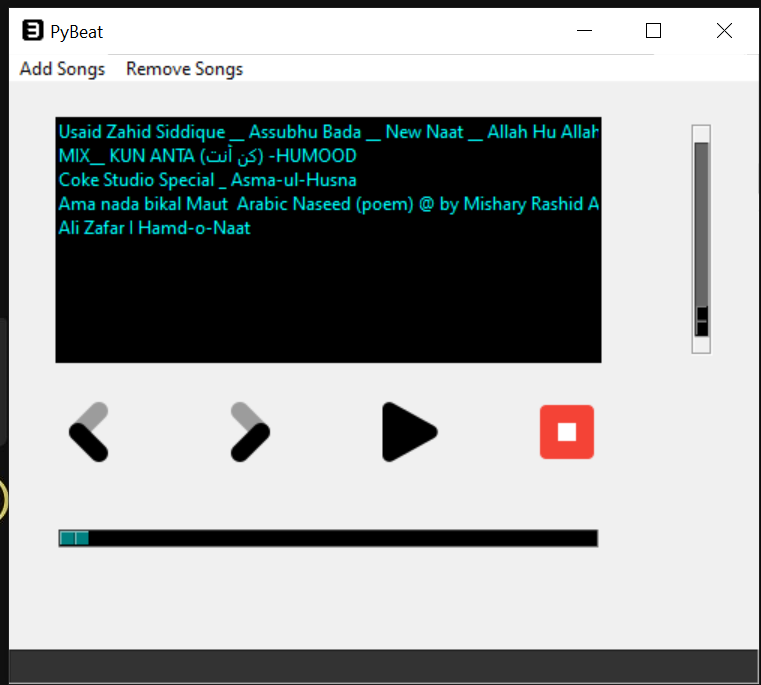 PyBeat
Add Songs Remove Songs
Usaid Zahid Siddique __ Assubhu Bada __ New Naat __ Allah Hu Allah
MIX__ KUN ANTA (كن أنت) -HUMOOD
Coke Studio Special _ Asma-ul-Husna
Ama nada bikal Maut  Arabic Naseed (poem) @ by Mishary Rashid A
Ali Zafar l Hamd-o-Naat